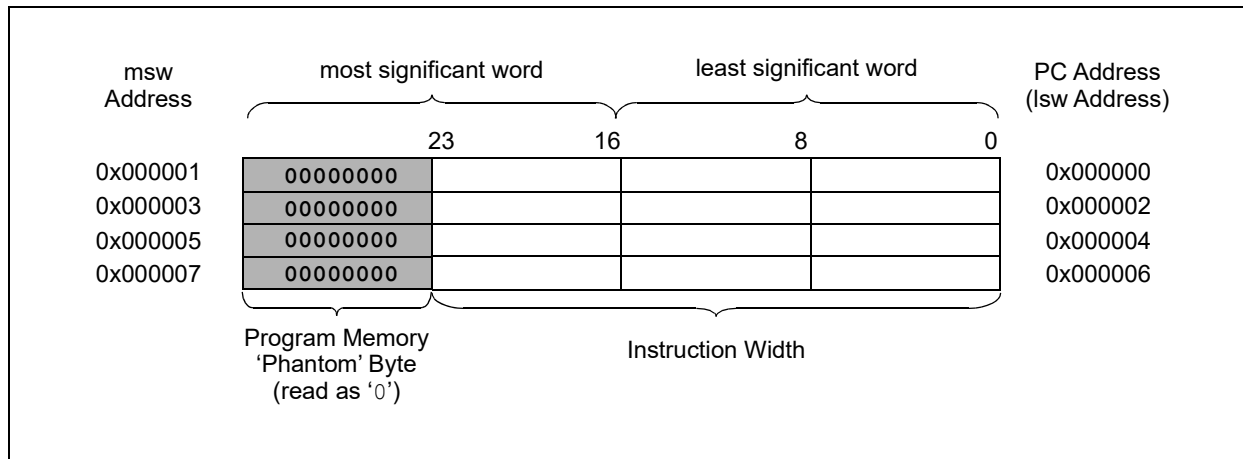 msw
Address
most significant word
least significant word
PC Address
(lsw Address)
23 16 8 0
0x000001 00000000 0x000000
0x000003 00000000 0x000002
0x000005 00000000 0x000004
0x000007 00000000 0x000006
Program Memory
‘Phantom’ Byte
(read as ‘0’)
Instruction Width